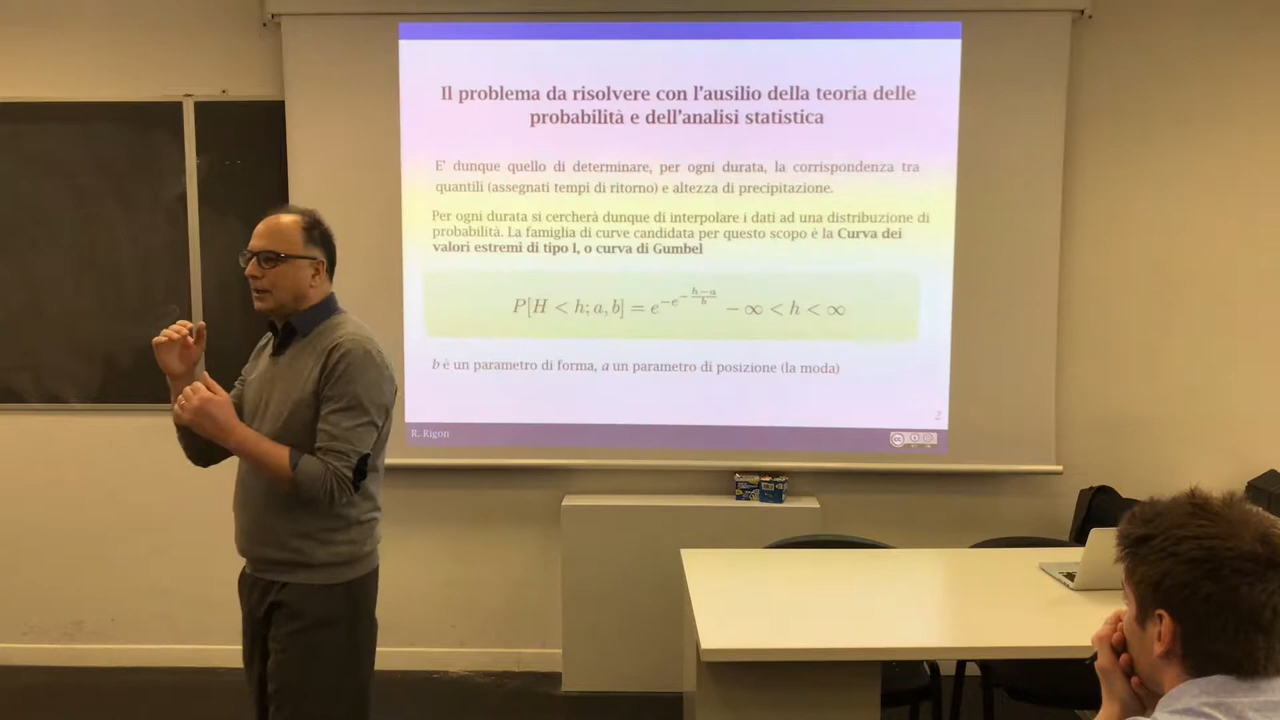 Il problema da risolvere con l'ausilio della teoria delle
probabilità e dell'analisi statistica
E' dunque quello di determinare, per ogni durata, la corrispondenza tra
quantili (assegnati tempi di ritorno) e altezza di precipitazione.
Per ogni durata si cercherà dunque di interpolare i dati ad una distribuzione di
probabilità. La famiglia di curve candidata per questo scopo è la Curva dei
valori estremi di tipo I, o curva di Gumbel
P[H < h; a, b] = e^{-e^{-\frac{h-a}{b}}} − ∞ < h < ∞
b è un parametro di forma, a un parametro di posizione (la moda)
2
R. Rigon
cc